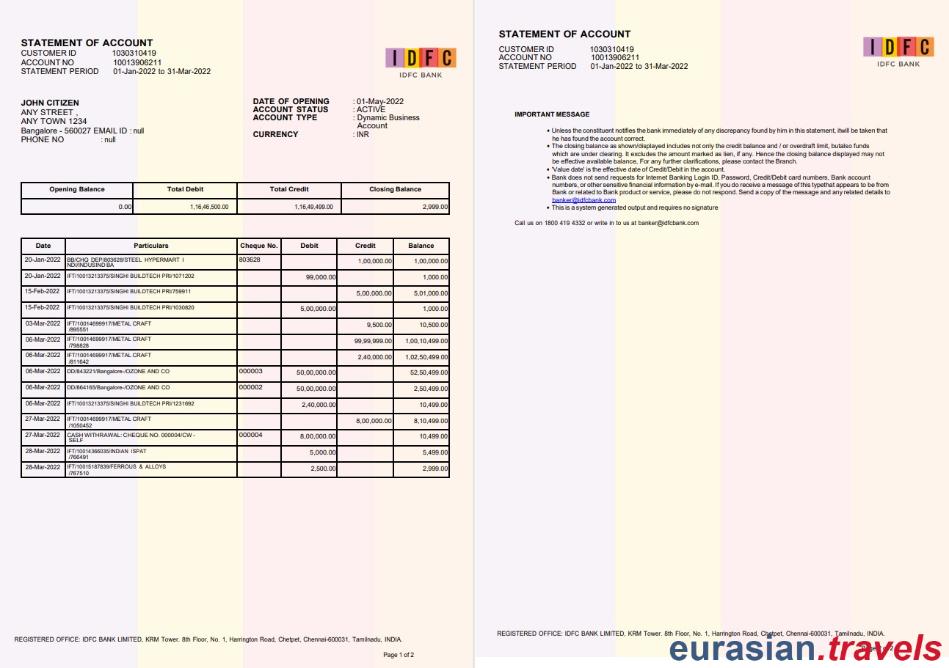 STATEMENT OF ACCOUNT
CUSTOMER ID 1030310419
ACCOUNT NO 10013906211
STATEMENT PERIOD 01-Jan-2022 to 31-Mar-2022
IDFC
IDFC BANK
JOHN CITIZEN
ANY STREET ,
ANY TOWN 1234
Bangalore - 560027 EMAIL ID : null
PHONE NO : null
DATE OF OPENING : 01-May-2022
ACCOUNT STATUS : ACTIVE
ACCOUNT TYPE : Dynamic Business
Account
CURRENCY : INR
Opening Balance Total Debit Total Credit Closing Balance
0.00 1,16,46,500.00 1,16,49,499.00 2,999.00
Date Particulars Cheque No. Debit Credit Balance
20-Jan-2022 BB/CHQ DEP/803628/STEEL HYPERMART I 803628 1,00,000.00 1,00,000.00
NDI/INDUSIND BA
20-Jan-2022 IFT/10013213375/SINGHI BUILDTECH PRI/1071202 99,000.00 1,000.00
15-Feb-2022 IFT/10013213375/SINGHI BUILDTECH PRI/759911 5,00,000.00 5,01,000.00
15-Feb-2022 IFT/10013213375/SINGHI BUILDTECH PRI/1030820 5,00,000.00 1,000.00
03-Mar-2022 IFT/10014699917/METAL CRAFT 9,500.00 10,500.00
/895551
06-Mar-2022 IFT/10014699917/METAL CRAFT 99,99,999.00 1,00,10,499.00
/798828
06-Mar-2022 IFT/10014699917/METAL CRAFT 2,40,000.00 1,02,50,499.00
/811642
06-Mar-2022 DD/843221/Bangalore-/OZONE AND CO 000003 50,00,000.00 52,50,499.00
06-Mar-2022 DD/864165/Bangalore-/OZONE AND CO 000002 50,00,000.00 2,50,499.00
06-Mar-2022 IFT/10013213375/SINGHI BUILDTECH PRI/1231692 2,40,000.00 10,499.00
27-Mar-2022 IFT/10014699917/METAL CRAFT 8,00,000.00 8,10,499.00
/1050452
27-Mar-2022 CASH WITHRAWAL: CHEQUE NO. 000004/CW - 000004 8,00,000.00 10,499.00
SELF
28-Mar-2022 IFT/10014366035/INDIAN ISPAT 5,000.00 5,499.00
/766491
28-Mar-2022 IFT/10015187839/FERROUS & ALLOYS 2,500.00 2,999.00
/767510
REGISTERED OFFICE: IDFC BANK LIMITED, KRM Tower. 8th Floor, No. 1, Harrington Road, Chetpet, Chennai-600031, Tamilnadu, INDIA.
Page 1 of 2
STATEMENT OF ACCOUNT
CUSTOMER ID 1030310419
ACCOUNT NO 10013906211
STATEMENT PERIOD 01-Jan-2022 to 31-Mar-2022
IDFC
IDFC BANK
IMPORTANT MESSAGE
• Unless the constituent notifies the bank immediately of any discrepancy found by him in this statement, itwill be taken that
he has found the account correct.
• The closing balance as shown/displayed includes not only the credit balance and / or overdraft limit, butalso funds
which are under clearing. It excludes the amount marked as lien, if any. Hence the closing balance displayed may not
be effective available balance, For any further clarifications, please contact the Branch.
• 'Value date' is the effective date of Credit/Debit in the account.
• Bank does not send requests for Internet Banking Login ID, Password, Credit/Debit card numbers, Bank account
numbers, or other sensitive financial information by e-mail. If you do receive a message of this typethat appears to be from
Bank or related to Bank product or service, please do not respond. Send a copy of the message and any related details to
banker@idfcbank.com
• This is a system generated output and requires no signature
Call us on 1800 419 4332 or write in to us at banker@idfcbank.com
REGISTERED OFFICE: IDFC BANK LIMITED, KRM Tower. 8th Floor, No. 1, Harrington Road, Chetpet, Chennai-600031, Tamilnadu, INDIA.
eurasian.travels